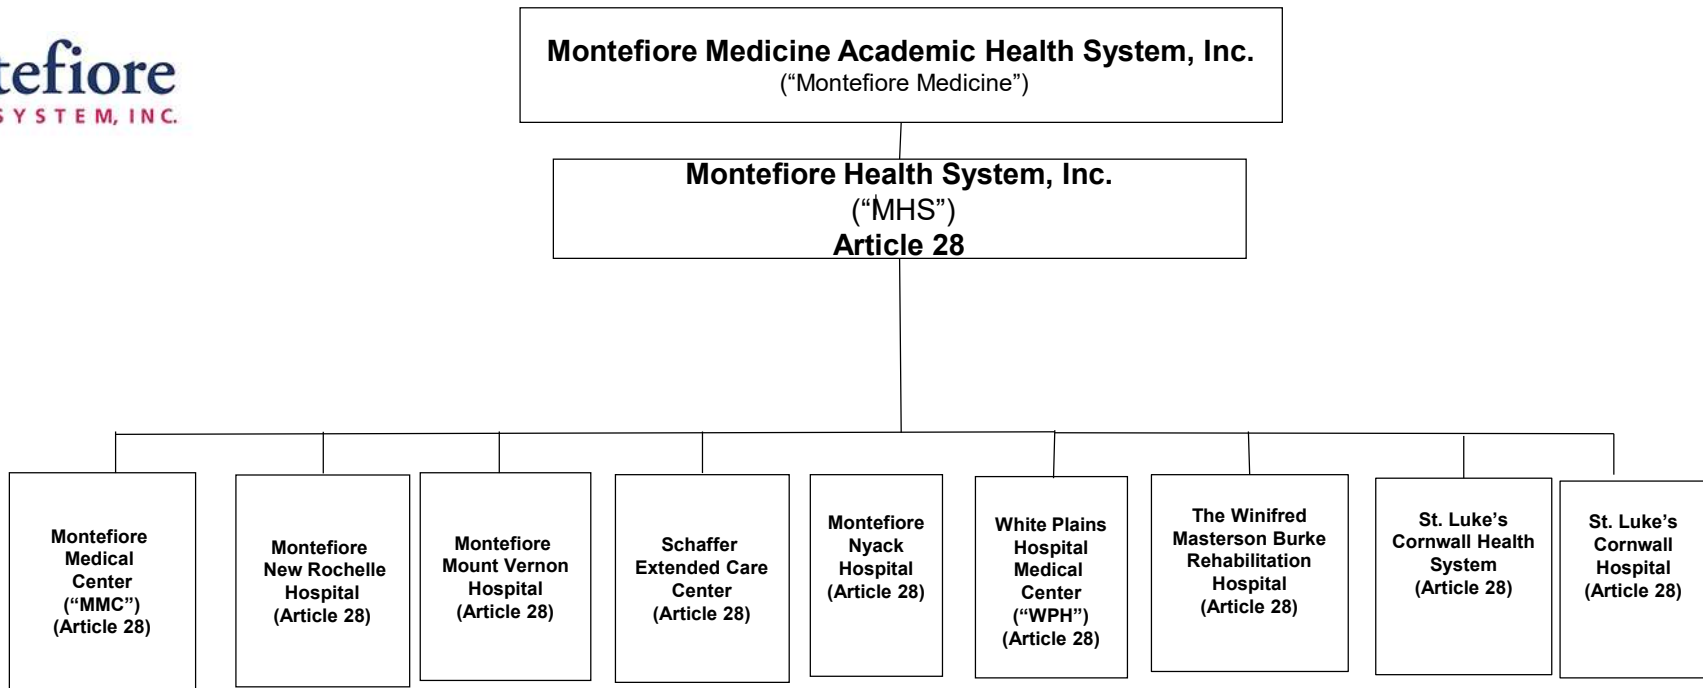 tefiore
SYSTEM, INC.
Montefiore Medicine Academic Health System, Inc.
(“Montefiore Medicine”)
Montefiore Health System, Inc.
(“MHS”)
Article 28
Montefiore
Medical
Center
(“MMC”)
(Article 28)
Montefiore
New Rochelle
Hospital
(Article 28)
Montefiore
Mount Vernon
Hospital
(Article 28)
Schaffer
Extended Care
Center
(Article 28)
Montefiore
Nyack
Hospital
(Article 28)
White Plains
Hospital
Medical
Center
(“WPH”)
(Article 28)
The Winifred
Masterson Burke
Rehabilitation
Hospital
(Article 28)
St. Luke’s
Cornwall Health
System
(Article 28)
St. Luke’s
Cornwall
Hospital
(Article 28)